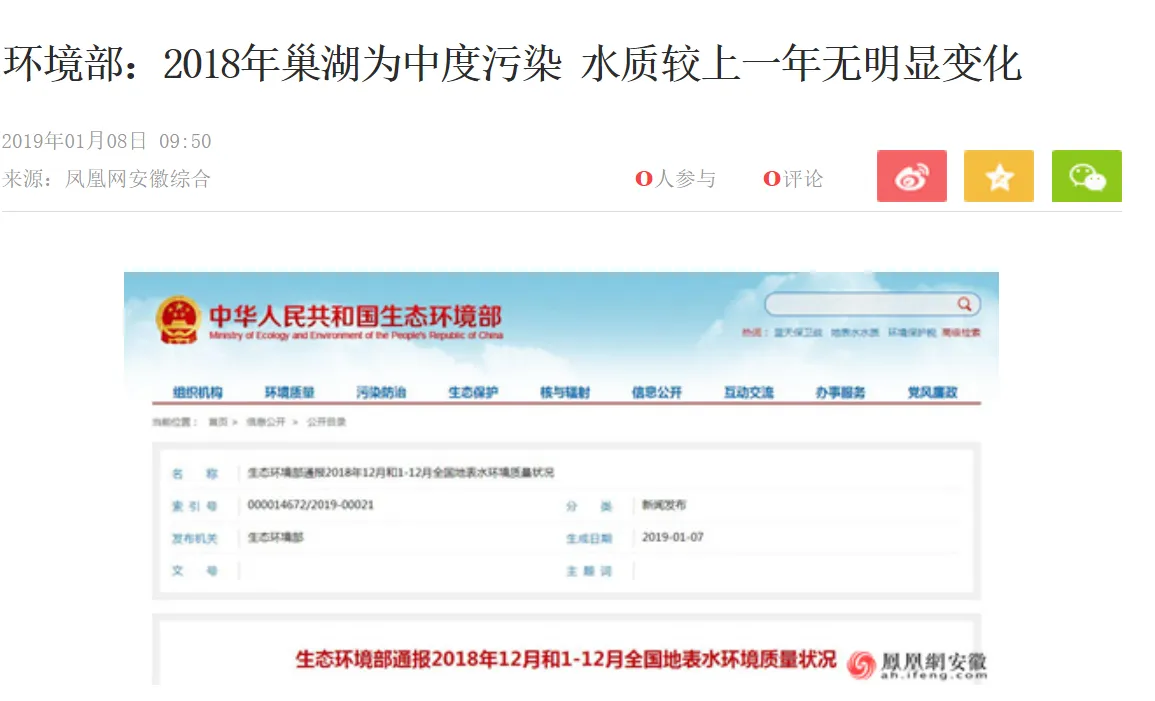 环境部：2018年巢湖为中度污染 水质较上一年无明显变化
2019年01月08日 09:50
来源：凤凰网安徽综合
0人参与 0评论
中华人民共和国生态环境部
Ministry of Ecology and Environment of the People's Republic of China
热词： 蓝天保卫战 地表水水质 环境保护税 高级检索
组织机构 环境质量 污染防治 生态保护 核与辐射 信息公开 互动交流 办事服务 党风廉政
当前位置： 首页 > 信息公开 > 公开目录
名 称 生态环境部通报2018年12月和1-12月全国地表水环境质量状况
索引号 000014672/2019-00021 分 类 新闻发布
发布机关 生态环境部 生成日期 2019-01-07
文 号 主题词
生态环境部通报2018年12月和1-12月全国地表水环境质量状况
鳳凰網安徽
ah.ifeng.com